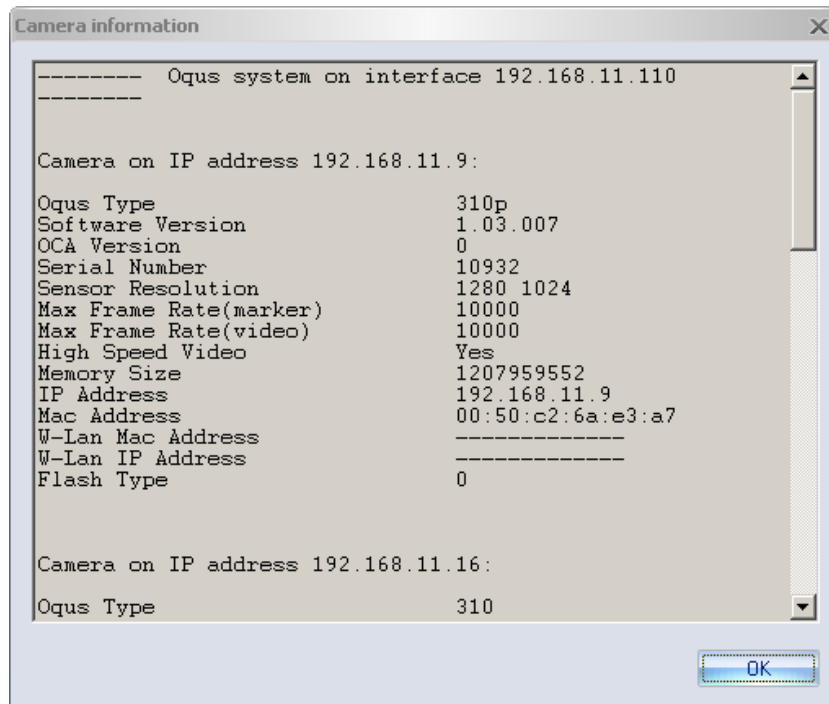 Camera information
-------- Oqus system on interface 192.168.11.110
--------
Camera on IP address 192.168.11.9:
Oqus Type 310p
Software Version 1.03.007
OCA Version 0
Serial Number 10932
Sensor Resolution 1280 1024
Max Frame Rate(marker) 10000
Max Frame Rate(video) 10000
High Speed Video Yes
Memory Size 1207959552
IP Address 192.168.11.9
Mac Address 00:50:c2:6a:e3:a7
W-Lan Mac Address -------------
W-Lan IP Address -------------
Flash Type 0
Camera on IP address 192.168.11.16:
Oqus Type 310
OK